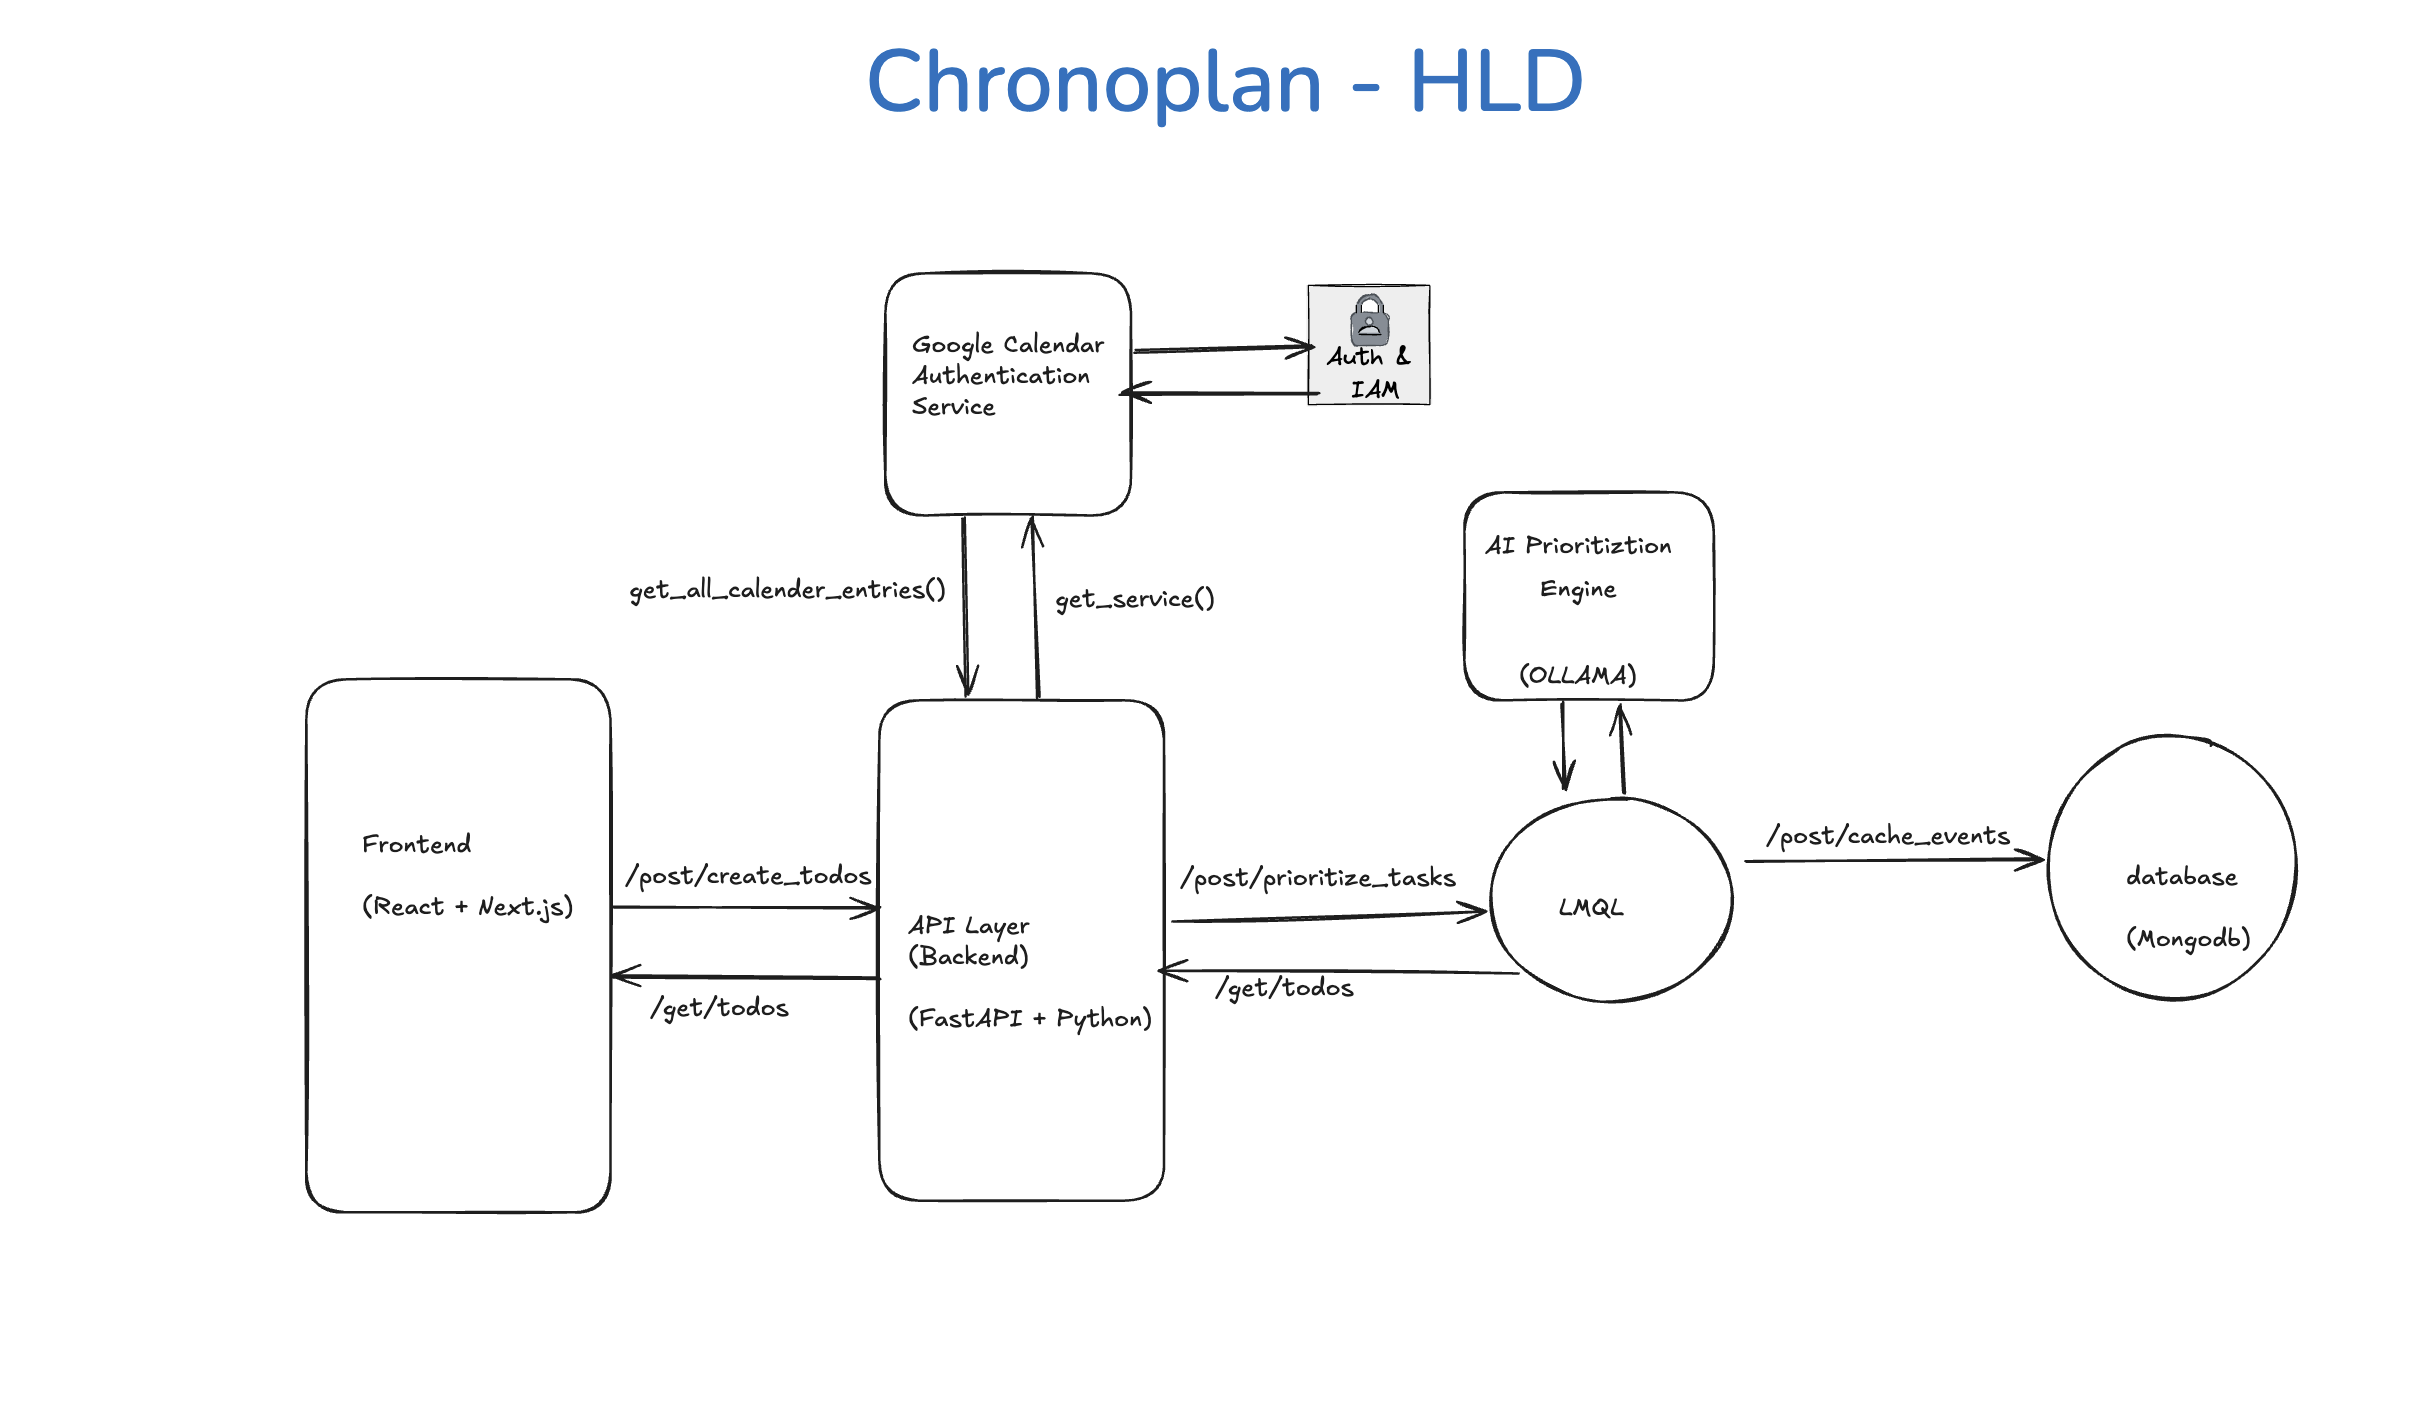 Chronoplan - HLD
Google Calendar
Authentication
Service
Auth &
IAM
get_all_calender_entries()
get_service()
AI Prioritiztion
Engine
(OLLAMA)
Frontend
(React + Next.js)
/post/create_todos
/get/todos
API Layer
(Backend)
(FastAPI + Python)
/post/prioritize_tasks
/get/todos
LMQL
/post/cache_events
database
(Mongodb)